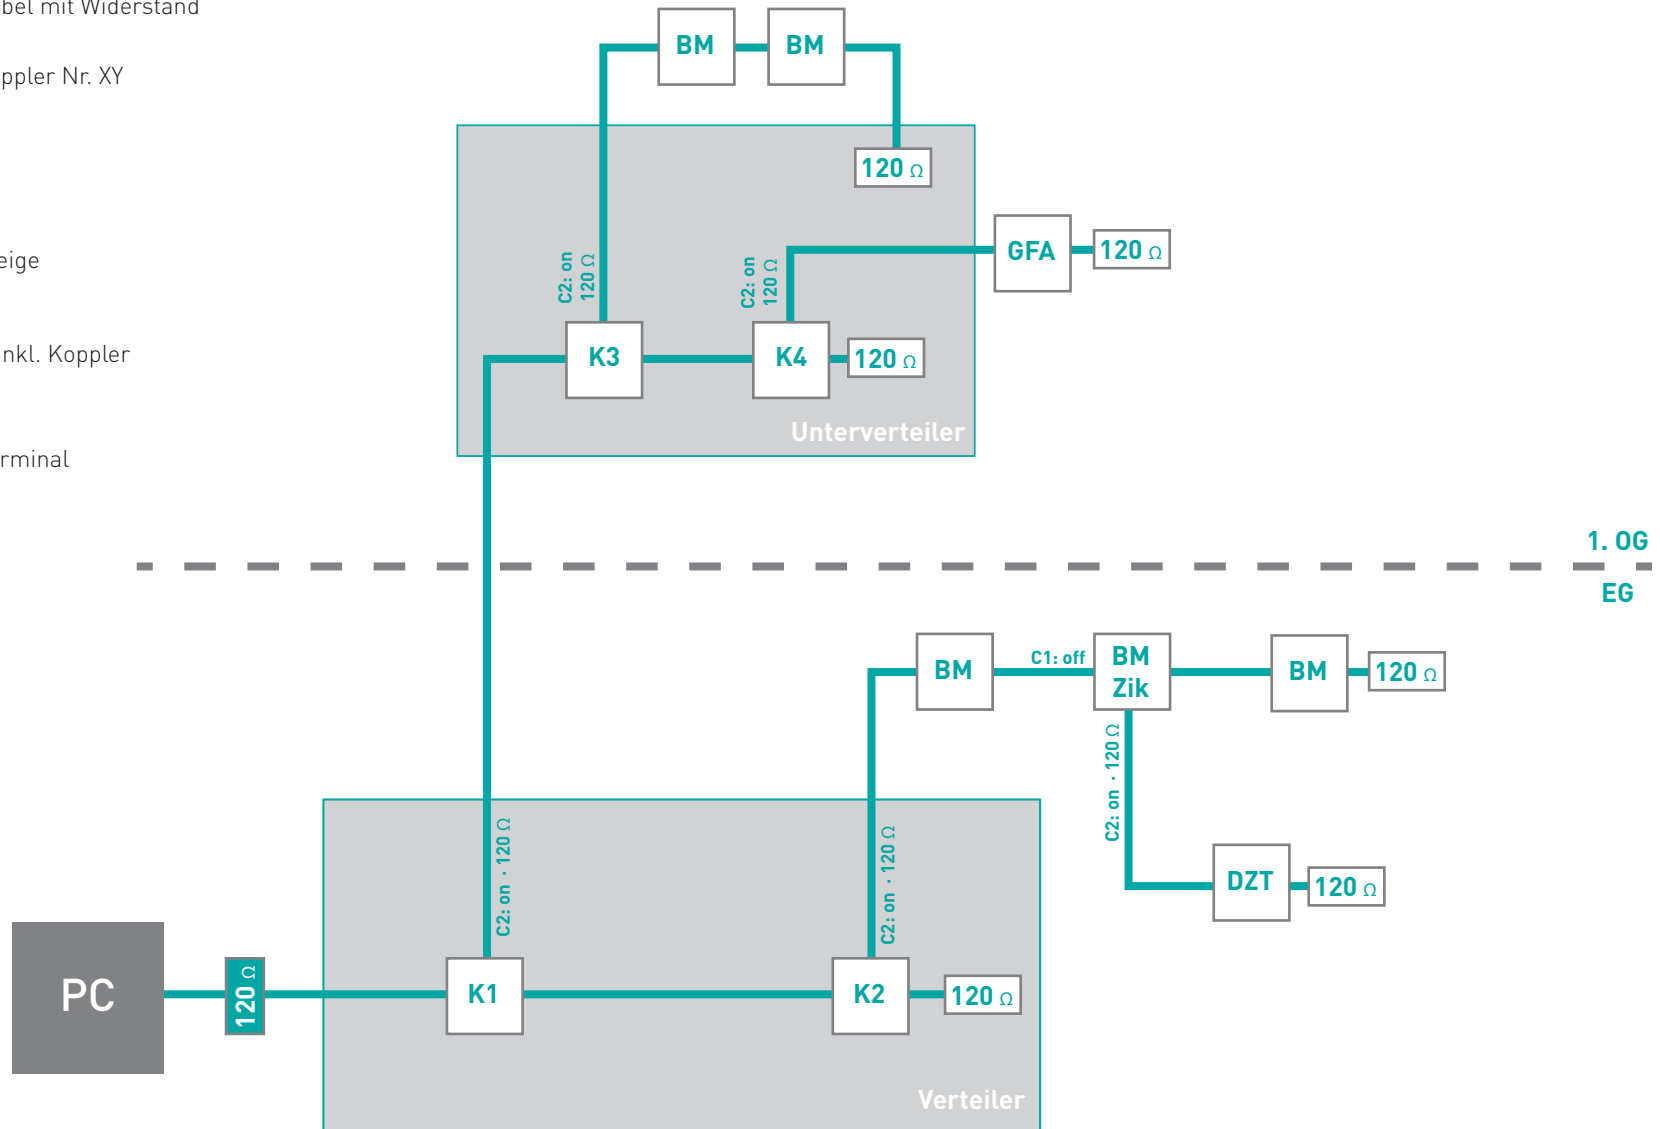 bel mit Widerstand
ppler Nr. XY
eige
nkl. Koppler
rminal
BM
BM
120 Ω
C2: on
120 Ω
C2: on
120 Ω
GFA
120 Ω
K3
K4
120 Ω
Unterverteiler
1. OG
EG
BM
C1: off
BM
Zik
BM
120 Ω
C2: on · 120 Ω
DZT
120 Ω
C2: on · 120 Ω
C2: on · 120 Ω
PC
120 Ω
K1
K2
120 Ω
Verteiler